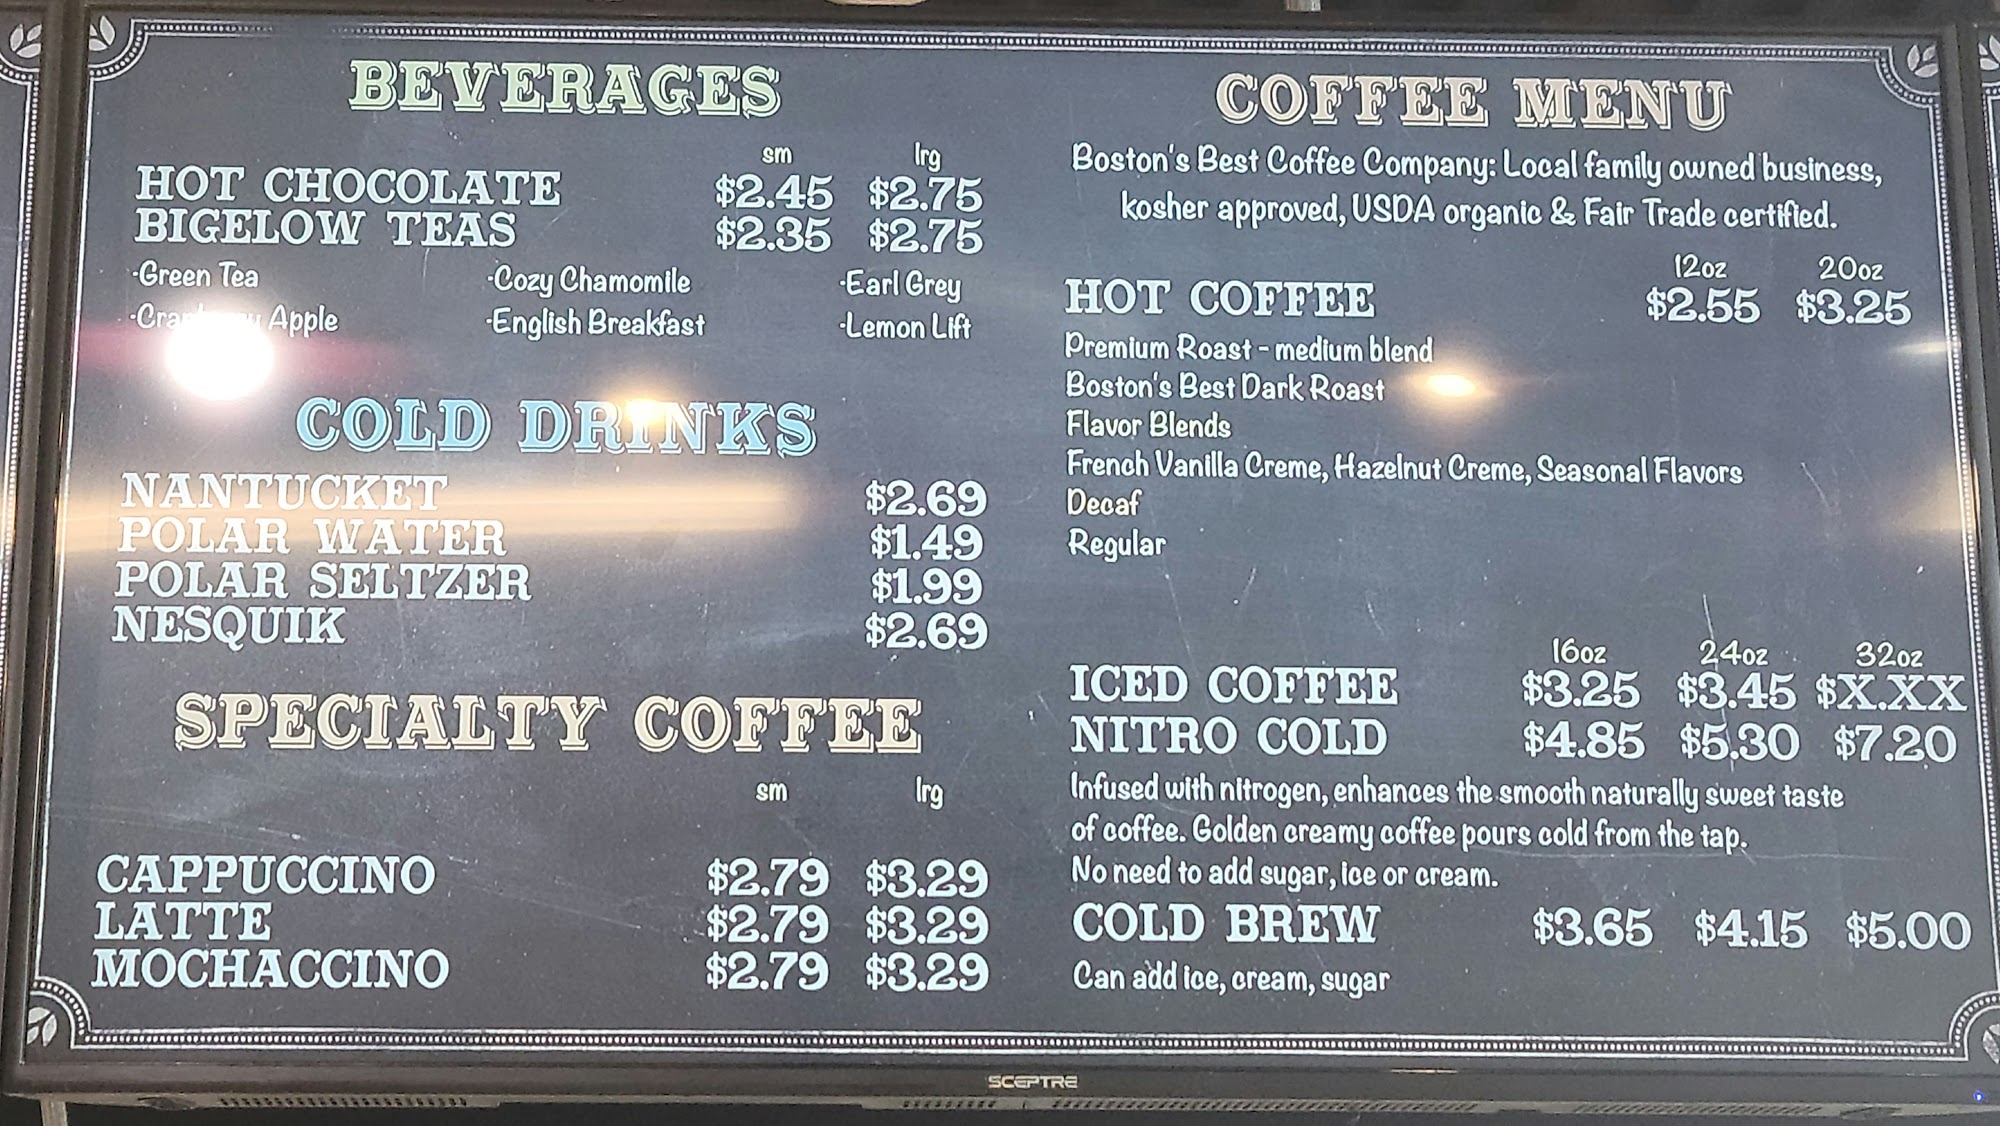 BEVERAGES
sm lrg
HOT CHOCOLATE $2.45 $2.75
BIGELOW TEAS $2.35 $2.75
·Green Tea ·Cozy Chamomile ·Earl Grey
Apple ·English Breakfast ·Lemon Lift
COLD DRINKS
NANTUCKET $2.69
POLAR WATER $1.49
POLAR SELTZER $1.99
NESQUIK $2.69
SPECIALTY COFFEE
sm lrg
CAPPUCCINO $2.79 $3.29
LATTE $2.79 $3.29
MOCHACCINO $2.79 $3.29
COFFEE MENU
Boston's Best Coffee Company: Local family owned business,
kosher approved, USDA organic & Fair Trade certified.
12oz 20oz
HOT COFFEE $2.55 $3.25
Premium Roast - medium blend
Boston's Best Dark Roast
Flavor Blends
French Vanilla Creme, Hazelnut Creme, Seasonal Flavors
Decaf
Regular
16oz 24oz 32oz
ICED COFFEE $3.25 $3.45 $X.XX
NITRO COLD $4.85 $5.30 $7.20
Infused with nitrogen, enhances the smooth naturally sweet taste
of coffee. Golden creamy coffee pours cold from the tap.
No need to add sugar, ice or cream.
COLD BREW $3.65 $4.15 $5.00
Can add ice, cream, sugar
SCEPTRE